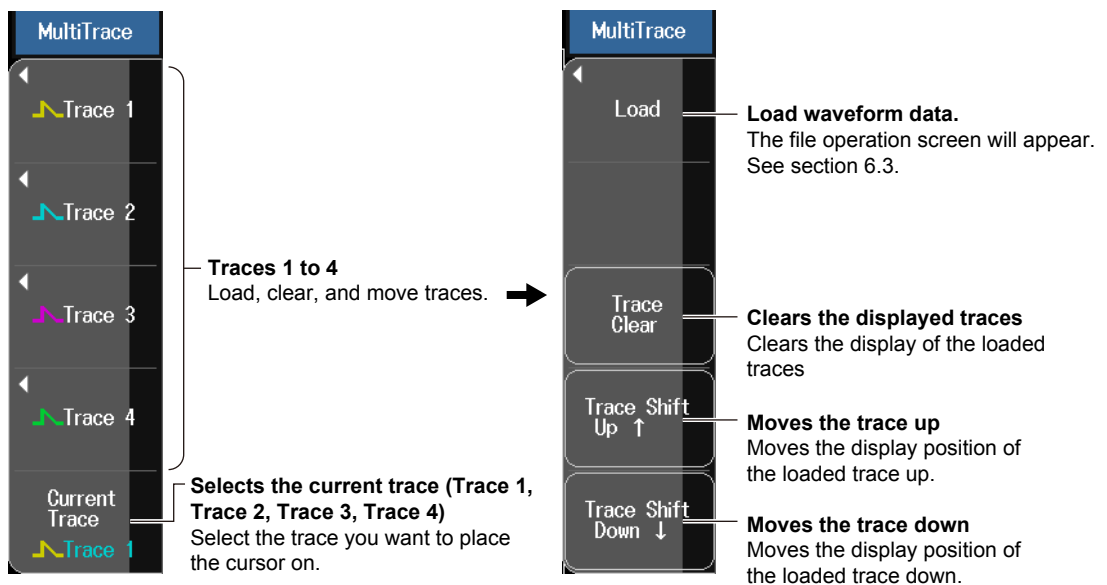 MultiTrace
Trace 1
Trace 2
Trace 3
Trace 4
Current
Trace
Trace 1
Traces 1 to 4
Load, clear, and move traces.
Selects the current trace (Trace 1,
Trace 2, Trace 3, Trace 4)
Select the trace you want to place
the cursor on.
MultiTrace
Load
Trace
Clear
Trace Shift
Up ↑
Trace Shift
Down ↓
Load waveform data.
The file operation screen will appear.
See section 6.3.
Clears the displayed traces
Clears the display of the loaded
traces
Moves the trace up
Moves the display position of
the loaded trace up.
Moves the trace down
Moves the display position of
the loaded trace down.